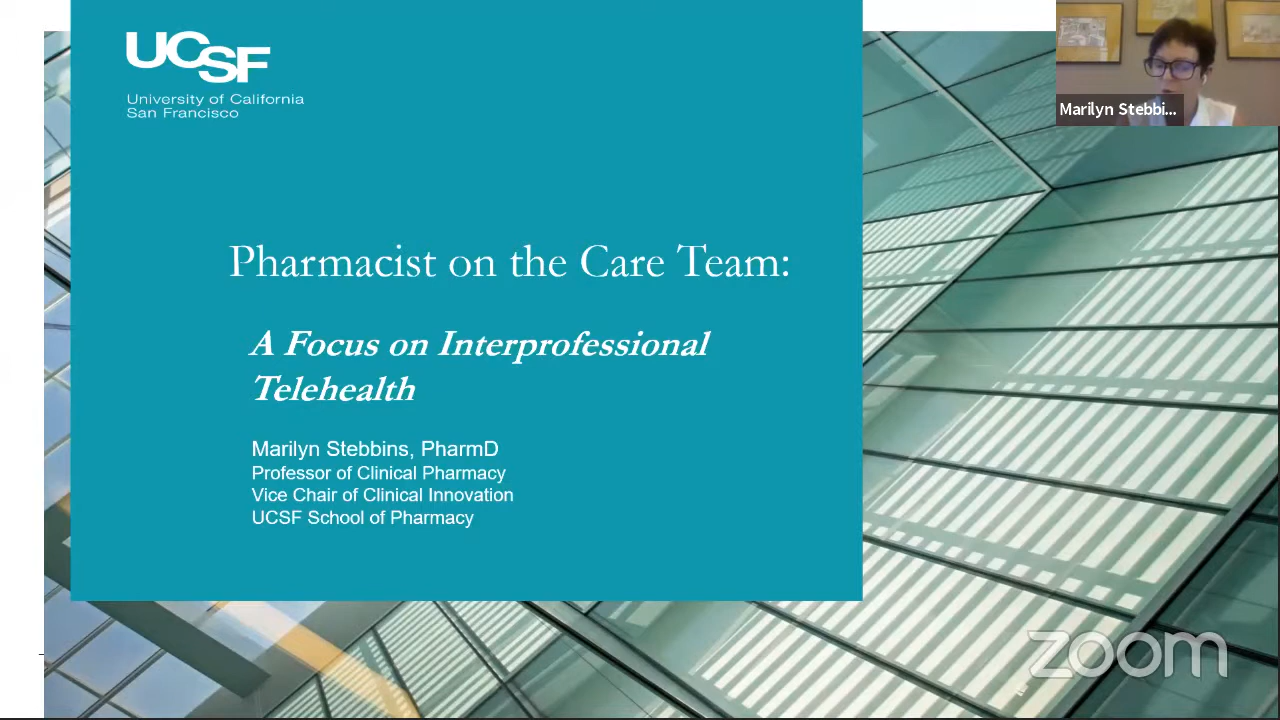 UCSF
University of California
San Francisco
Marilyn Stebbi...
Pharmacist on the Care Team:
A Focus on Interprofessional
Telehealth
Marilyn Stebbins, PharmD
Professor of Clinical Pharmacy
Vice Chair of Clinical Innovation
UCSF School of Pharmacy
zoom